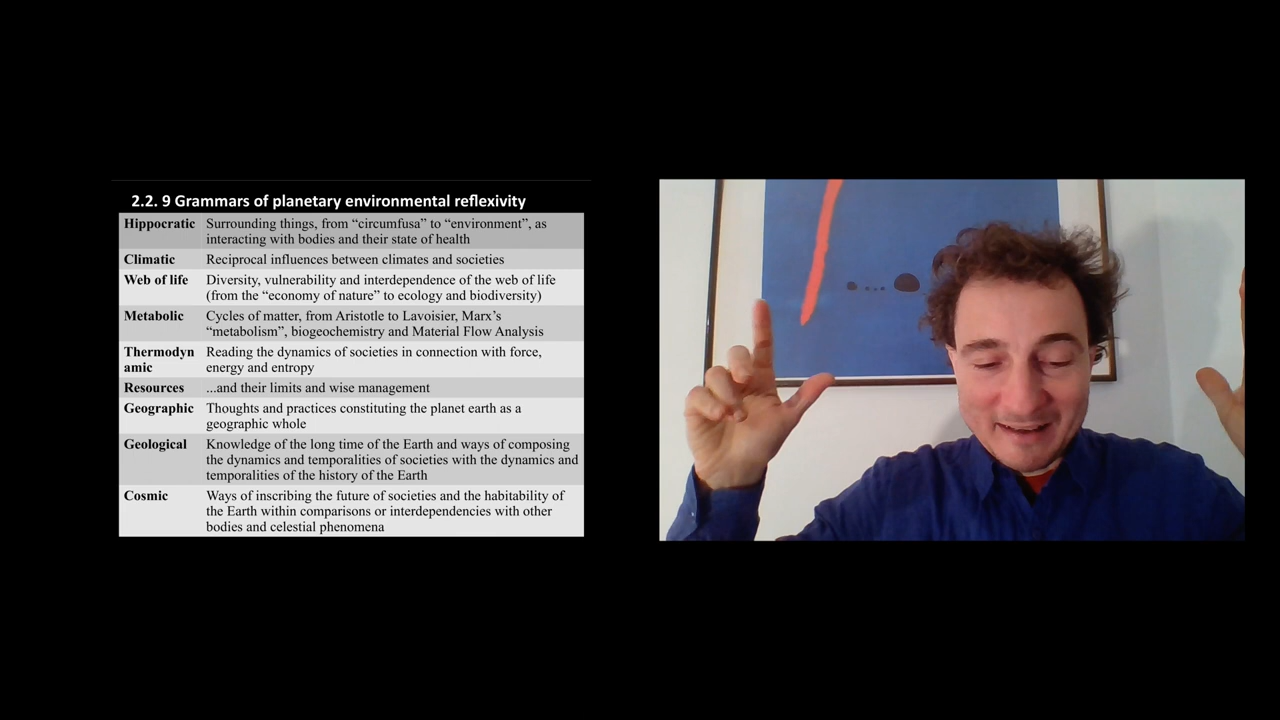 2.2. 9 Grammars of planetary environmental reflexivity
Hippocratic Surrounding things, from “circumfusa” to “environment”, as
interacting with bodies and their state of health
Climatic Reciprocal influences between climates and societies
Web of life Diversity, vulnerability and interdependence of the web of life
(from the “economy of nature” to ecology and biodiversity)
Metabolic Cycles of matter, from Aristotle to Lavoisier, Marx’s
“metabolism”, biogeochemistry and Material Flow Analysis
Thermodyn Reading the dynamics of societies in connection with force,
amic energy and entropy
Resources ...and their limits and wise management
Geographic Thoughts and practices constituting the planet earth as a
geographic whole
Geological Knowledge of the long time of the Earth and ways of composing
the dynamics and temporalities of societies with the dynamics and
temporalities of the history of the Earth
Cosmic Ways of inscribing the future of societies and the habitability of
the Earth within comparisons or interdependencies with other
bodies and celestial phenomena